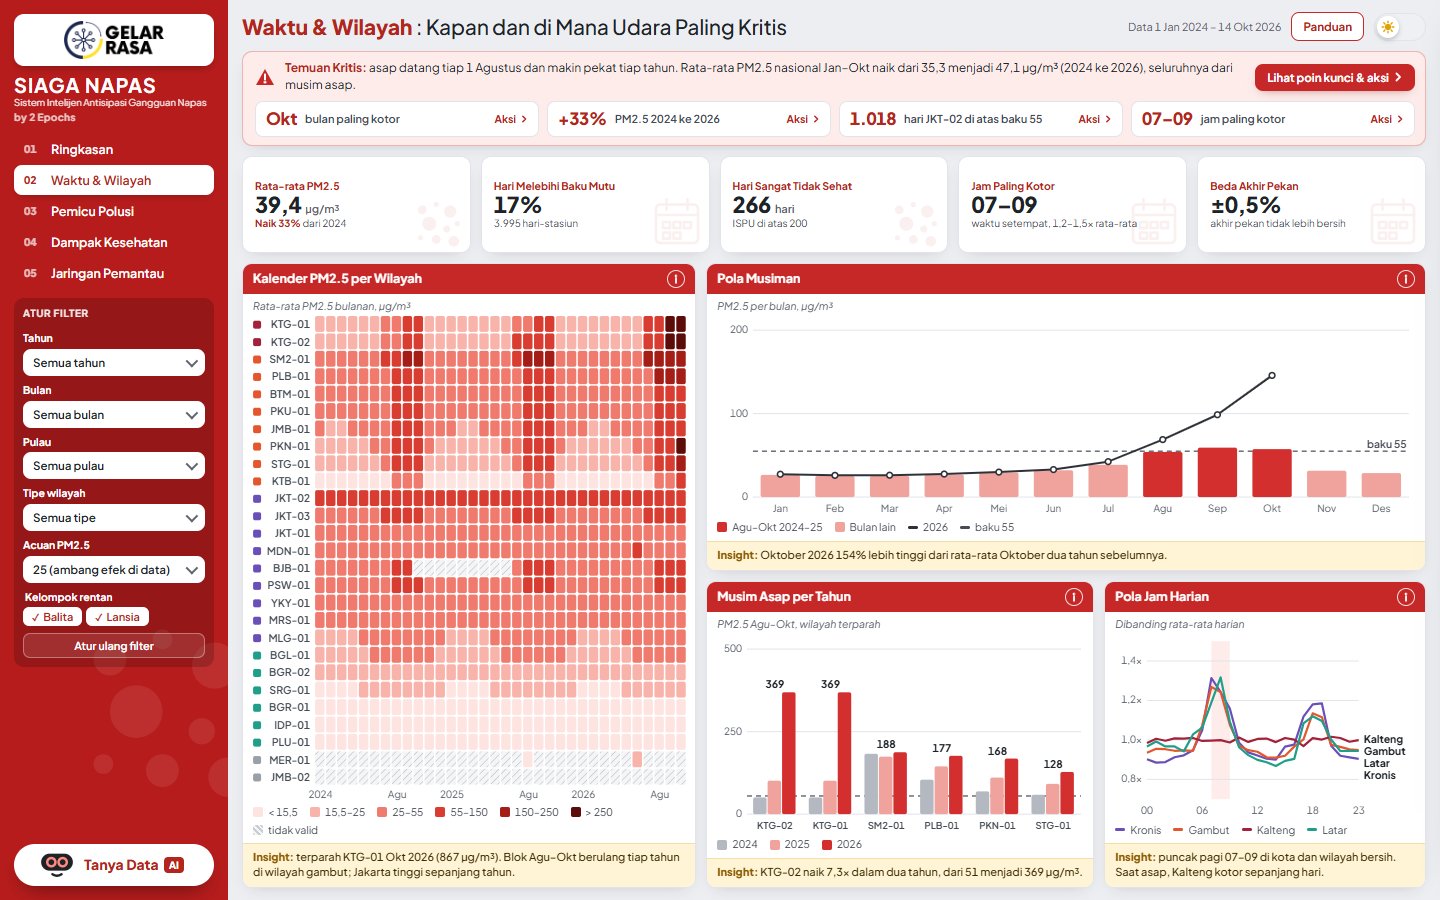 GELAR
RASA
SIAGA NAPAS
Sistem Intelijen Antisipasi Gangguan Napas
by 2 Epochs
01 Ringkasan
02 Waktu & Wilayah
03 Pemicu Polusi
04 Dampak Kesehatan
05 Jaringan Pemantau
ATUR FILTER
Tahun
Semua tahun
Bulan
Semua bulan
Pulau
Semua pulau
Tipe wilayah
Semua tipe
Acuan PM2.5
25 (ambang efek di data)
Kelompok rentan
✓ Balita ✓ Lansia
Atur ulang filter
Tanya Data AI
Waktu & Wilayah : Kapan dan di Mana Udara Paling Kritis
Data 1 Jan 2024 – 14 Okt 2026
Panduan
Temuan Kritis: asap datang tiap 1 Agustus dan makin pekat tiap tahun. Rata-rata PM2.5 nasional Jan–Okt naik dari 35,3 menjadi 47,1 µg/m³ (2024 ke 2026), seluruhnya dari
musim asap.
Lihat poin kunci & aksi >
Okt bulan paling kotor Aksi >
+33% PM2.5 2024 ke 2026 Aksi >
1.018 hari JKT-02 di atas baku 55 Aksi >
07–09 jam paling kotor Aksi >
Rata-rata PM2.5
39,4 µg/m³
Naik 33% dari 2024
Hari Melebihi Baku Mutu
17%
3.995 hari-stasiun
Hari Sangat Tidak Sehat
266 hari
ISPU di atas 200
Jam Paling Kotor
07–09
waktu setempat, 1,2–1,5× rata-rata
Beda Akhir Pekan
±0,5%
akhir pekan tidak lebih bersih
Kalender PM2.5 per Wilayah
Rata-rata PM2.5 bulanan, µg/m³
KTG-01
KTG-02
SM2-01
PLB-01
BTM-01
PKU-01
JMB-01
PKN-01
STG-01
KTB-01
JKT-02
JKT-03
JKT-01
MDN-01
BJB-01
PSW-01
YKY-01
MRS-01
MLG-01
BGL-01
BGR-02
SRG-01
BGR-01
IDP-01
PLU-01
MER-01
JMB-02
2024 Agu 2025 Agu 2026 Agu
< 15,5 15,5–25 25–55 55–150 150–250 > 250
tidak valid
Insight: terparah KTG-01 Okt 2026 (867 µg/m³). Blok Agu–Okt berulang tiap tahun
di wilayah gambut; Jakarta tinggi sepanjang tahun.
Pola Musiman
PM2.5 per bulan, µg/m³
200
100
baku 55
0
Jan Feb Mar Apr Mei Jun Jul Agu Sep Okt Nov Des
Agu–Okt 2024–25 Bulan lain 2026 baku 55
Insight: Oktober 2026 154% lebih tinggi dari rata-rata Oktober dua tahun sebelumnya.
Musim Asap per Tahun
PM2.5 Agu–Okt, wilayah terparah
500
369 369
250
188 177 168 128
0
KTG-02 KTG-01 SM2-01 PLB-01 PKN-01 STG-01
2024 2025 2026
Insight: KTG-02 naik 7,3× dalam dua tahun, dari 51 menjadi 369 µg/m³.
Pola Jam Harian
Dibanding rata-rata harian
1,4×
1,2×
1,0×
0,8×
Kalteng
Gambut
Latar
Kronis
00 06 12 18 23
Kronis Gambut Kalteng Latar
Insight: puncak pagi 07–09 di kota dan wilayah bersih.
Saat asap, Kalteng kotor sepanjang hari.